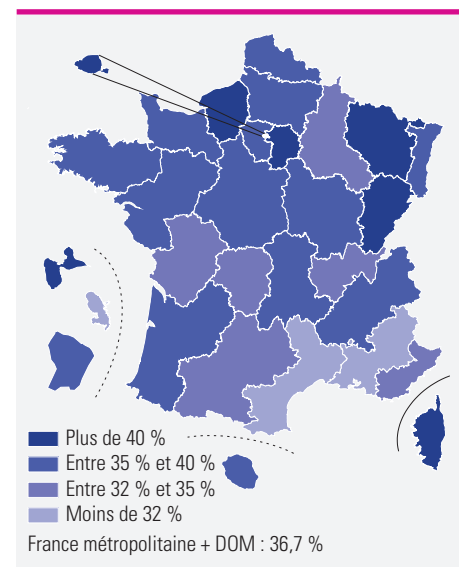 Plus de 40 %
Entre 35 % et 40 %
Entre 32 % et 35 %
Moins de 32 %
France métropolitaine + DOM : 36,7 %